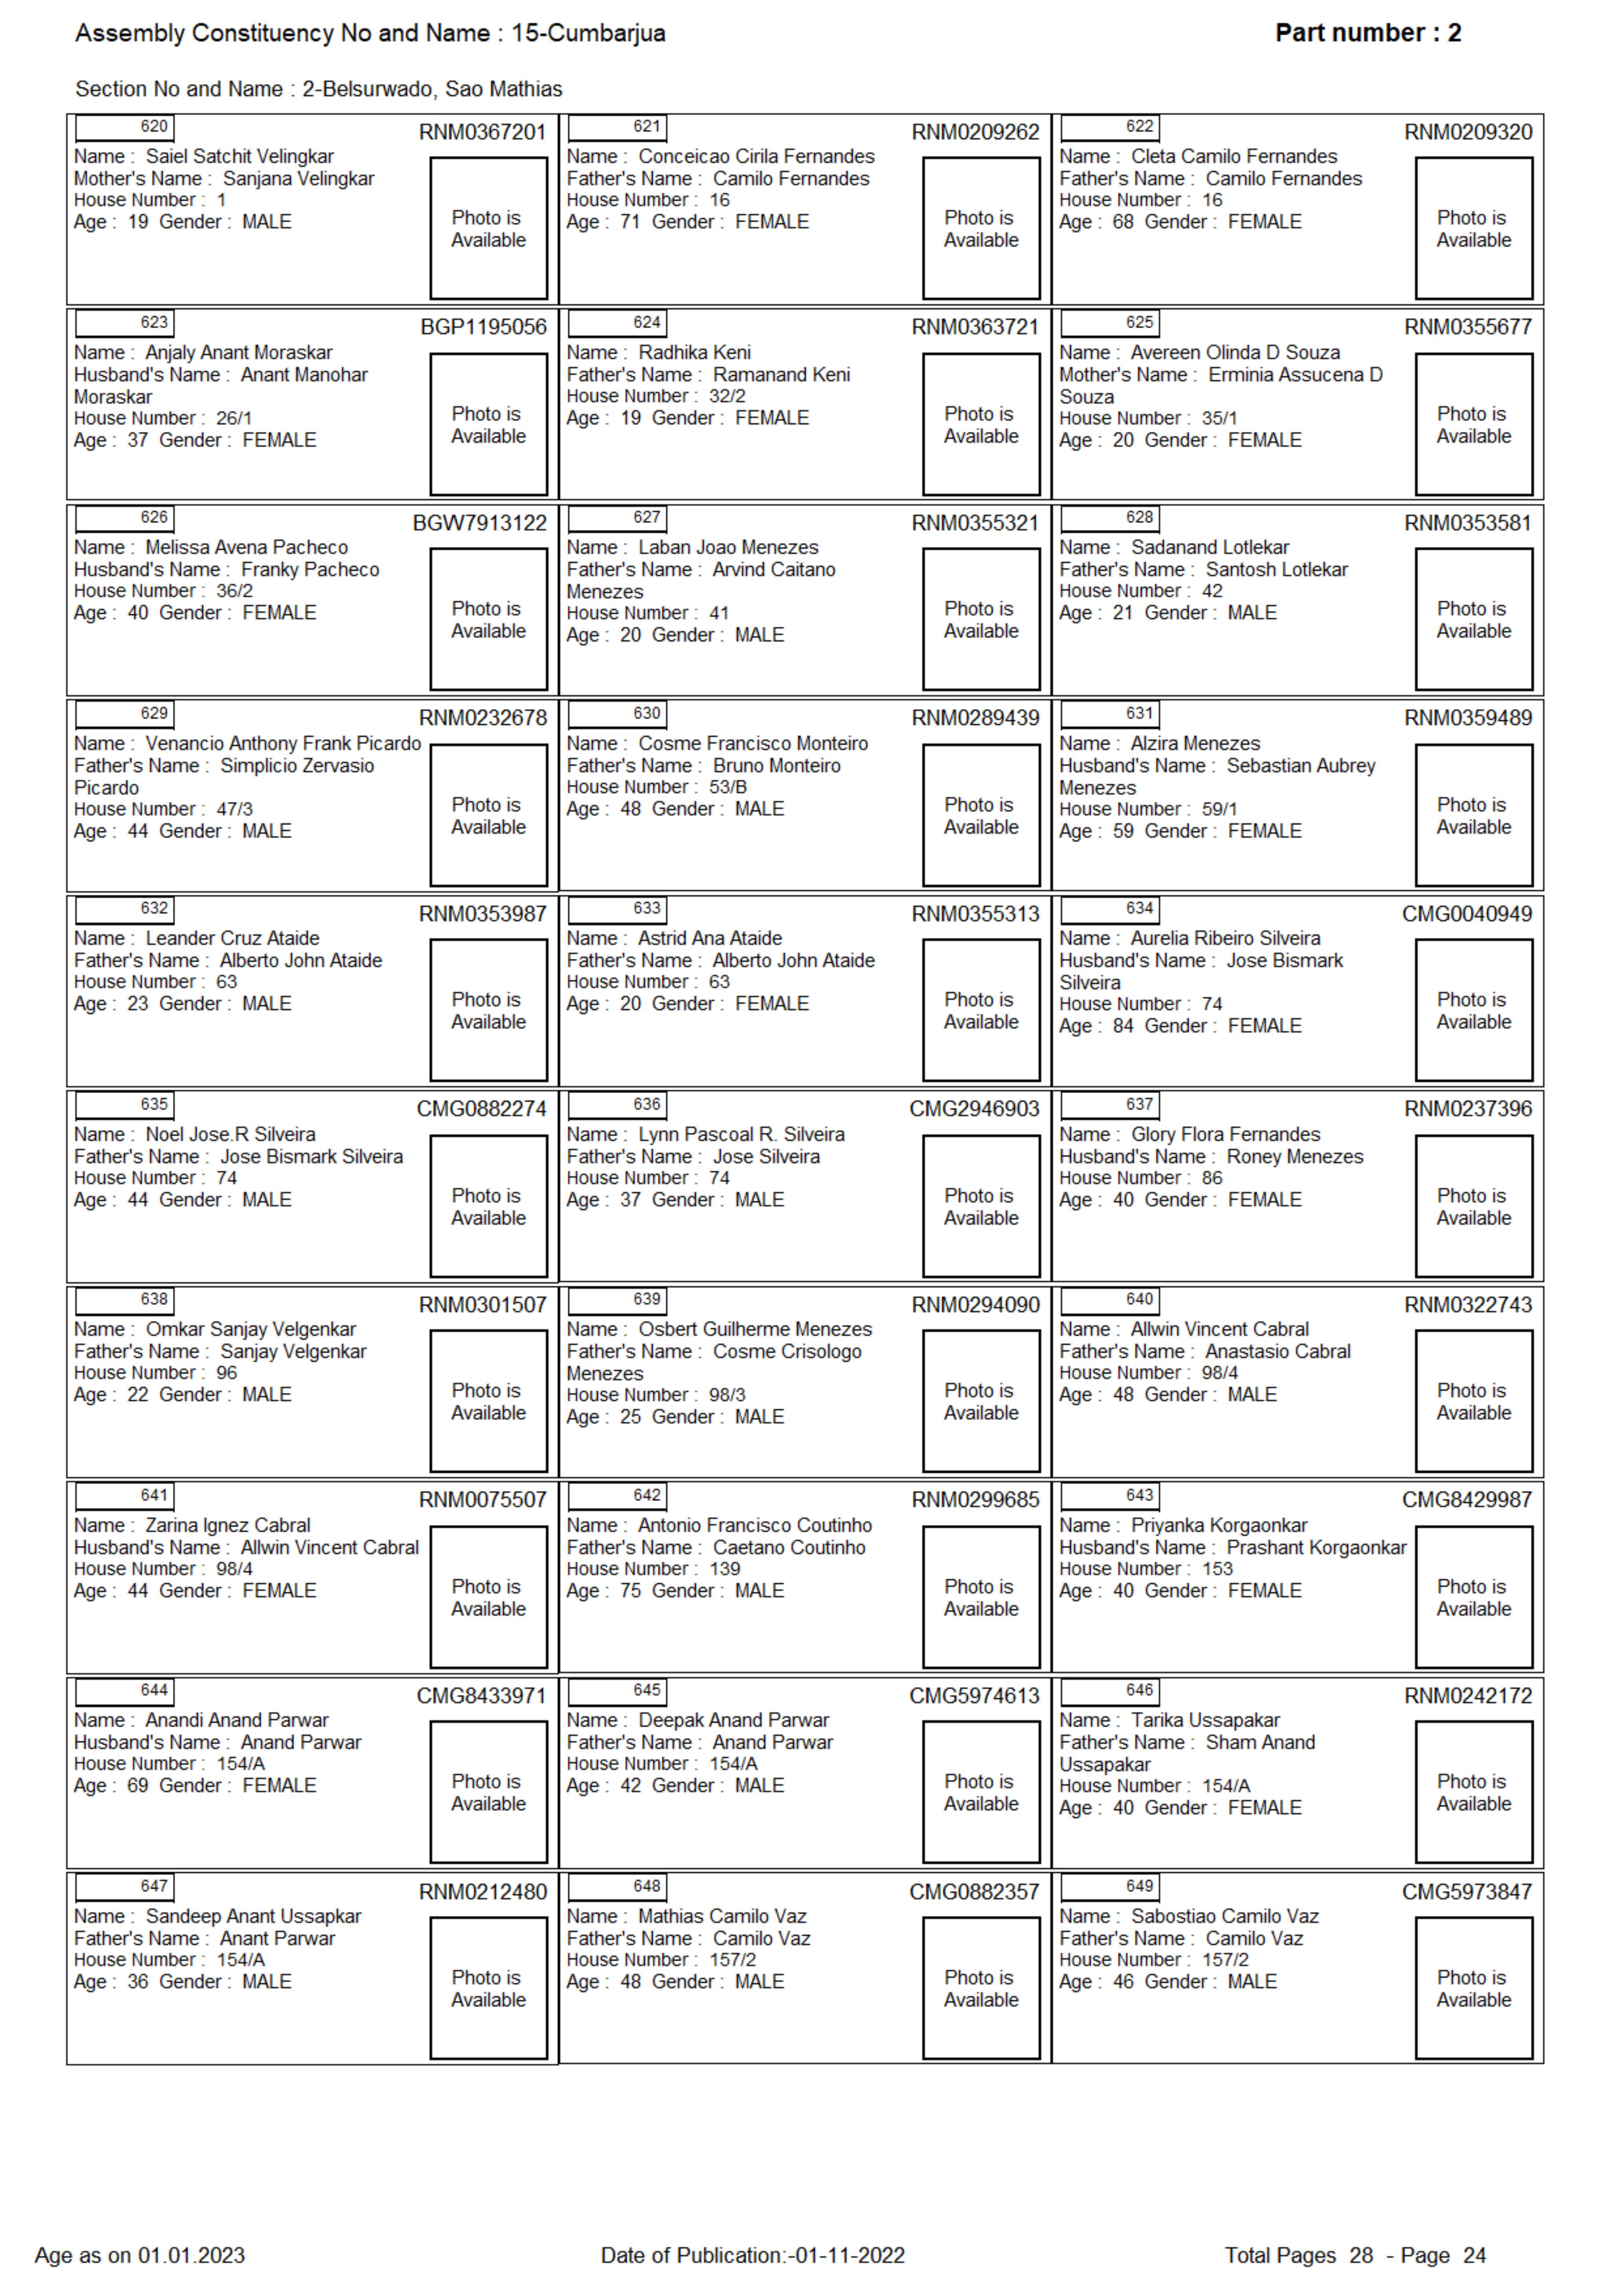 Assembly Constituency No and Name : 15-Cumbarjua
Part number : 2
Section No and Name : 2-Belsurwado, Sao Mathias
620
RNM0367201
Name : Saiel Satchit Velingkar
Mother's Name : Sanjana Velingkar
House Number : 1
Age : 19 Gender : MALE
Photo is
Available
621
RNM0209262
Name : Conceicao Cirila Fernandes
Father's Name : Camilo Fernandes
House Number : 16
Age : 71 Gender : FEMALE
Photo is
Available
622
RNM0209320
Name : Cleta Camilo Fernandes
Father's Name : Camilo Fernandes
House Number : 16
Age : 68 Gender : FEMALE
Photo is
Available
623
BGP1195056
Name : Anjaly Anant Moraskar
Husband's Name : Anant Manohar
Moraskar
House Number : 26/1
Age : 37 Gender : FEMALE
Photo is
Available
624
RNM0363721
Name : Radhika Keni
Father's Name : Ramanand Keni
House Number : 32/2
Age : 19 Gender : FEMALE
Photo is
Available
625
RNM0355677
Name : Avereen Olinda D Souza
Mother's Name : Erminia Assucena D
Souza
House Number : 35/1
Age : 20 Gender : FEMALE
Photo is
Available
626
BGW7913122
Name : Melissa Avena Pacheco
Husband's Name : Franky Pacheco
House Number : 36/2
Age : 40 Gender : FEMALE
Photo is
Available
627
RNM0355321
Name : Laban Joao Menezes
Father's Name : Arvind Caitano
Menezes
House Number : 41
Age : 20 Gender : MALE
Photo is
Available
628
RNM0353581
Name : Sadanand Lotlekar
Father's Name : Santosh Lotlekar
House Number : 42
Age : 21 Gender : MALE
Photo is
Available
629
RNM0232678
Name : Venancio Anthony Frank Picardo
Father's Name : Simplicio Zervasio
Picardo
House Number : 47/3
Age : 44 Gender : MALE
Photo is
Available
630
RNM0289439
Name : Cosme Francisco Monteiro
Father's Name : Bruno Monteiro
House Number : 53/B
Age : 48 Gender : MALE
Photo is
Available
631
RNM0359489
Name : Alzira Menezes
Husband's Name : Sebastian Aubrey
Menezes
House Number : 59/1
Age : 59 Gender : FEMALE
Photo is
Available
632
RNM0353987
Name : Leander Cruz Ataide
Father's Name : Alberto John Ataide
House Number : 63
Age : 23 Gender : MALE
Photo is
Available
633
RNM0355313
Name : Astrid Ana Ataide
Father's Name : Alberto John Ataide
House Number : 63
Age : 20 Gender : FEMALE
Photo is
Available
634
CMG0040949
Name : Aurelia Ribeiro Silveira
Husband's Name : Jose Bismark
Silveira
House Number : 74
Age : 84 Gender : FEMALE
Photo is
Available
635
CMG0882274
Name : Noel Jose.R Silveira
Father's Name : Jose Bismark Silveira
House Number : 74
Age : 44 Gender : MALE
Photo is
Available
636
CMG2946903
Name : Lynn Pascoal R. Silveira
Father's Name : Jose Silveira
House Number : 74
Age : 37 Gender : MALE
Photo is
Available
637
RNM0237396
Name : Glory Flora Fernandes
Husband's Name : Roney Menezes
House Number : 86
Age : 40 Gender : FEMALE
Photo is
Available
638
RNM0301507
Name : Omkar Sanjay Velgenkar
Father's Name : Sanjay Velgenkar
House Number : 96
Age : 22 Gender : MALE
Photo is
Available
639
RNM0294090
Name : Osbert Guilherme Menezes
Father's Name : Cosme Crisologo
Menezes
House Number : 98/3
Age : 25 Gender : MALE
Photo is
Available
640
RNM0322743
Name : Allwin Vincent Cabral
Father's Name : Anastasio Cabral
House Number : 98/4
Age : 48 Gender : MALE
Photo is
Available
641
RNM0075507
Name : Zarina Ignez Cabral
Husband's Name : Allwin Vincent Cabral
House Number : 98/4
Age : 44 Gender : FEMALE
Photo is
Available
642
RNM0299685
Name : Antonio Francisco Coutinho
Father's Name : Caetano Coutinho
House Number : 139
Age : 75 Gender : MALE
Photo is
Available
643
CMG8429987
Name : Priyanka Korgaonkar
Husband's Name : Prashant Korgaonkar
House Number : 153
Age : 40 Gender : FEMALE
Photo is
Available
644
CMG8433971
Name : Anandi Anand Parwar
Husband's Name : Anand Parwar
House Number : 154/A
Age : 69 Gender : FEMALE
Photo is
Available
645
CMG5974613
Name : Deepak Anand Parwar
Father's Name : Anand Parwar
House Number : 154/A
Age : 42 Gender : MALE
Photo is
Available
646
RNM0242172
Name : Tarika Ussapakar
Father's Name : Sham Anand
Ussapakar
House Number : 154/A
Age : 40 Gender : FEMALE
Photo is
Available
647
RNM0212480
Name : Sandeep Anant Ussapkar
Father's Name : Anant Parwar
House Number : 154/A
Age : 36 Gender : MALE
Photo is
Available
648
CMG0882357
Name : Mathias Camilo Vaz
Father's Name : Camilo Vaz
House Number : 157/2
Age : 48 Gender : MALE
Photo is
Available
649
CMG5973847
Name : Sabostiao Camilo Vaz
Father's Name : Camilo Vaz
House Number : 157/2
Age : 46 Gender : MALE
Photo is
Available
Age as on 01.01.2023
Date of Publication:-01-11-2022
Total Pages 28 - Page 24